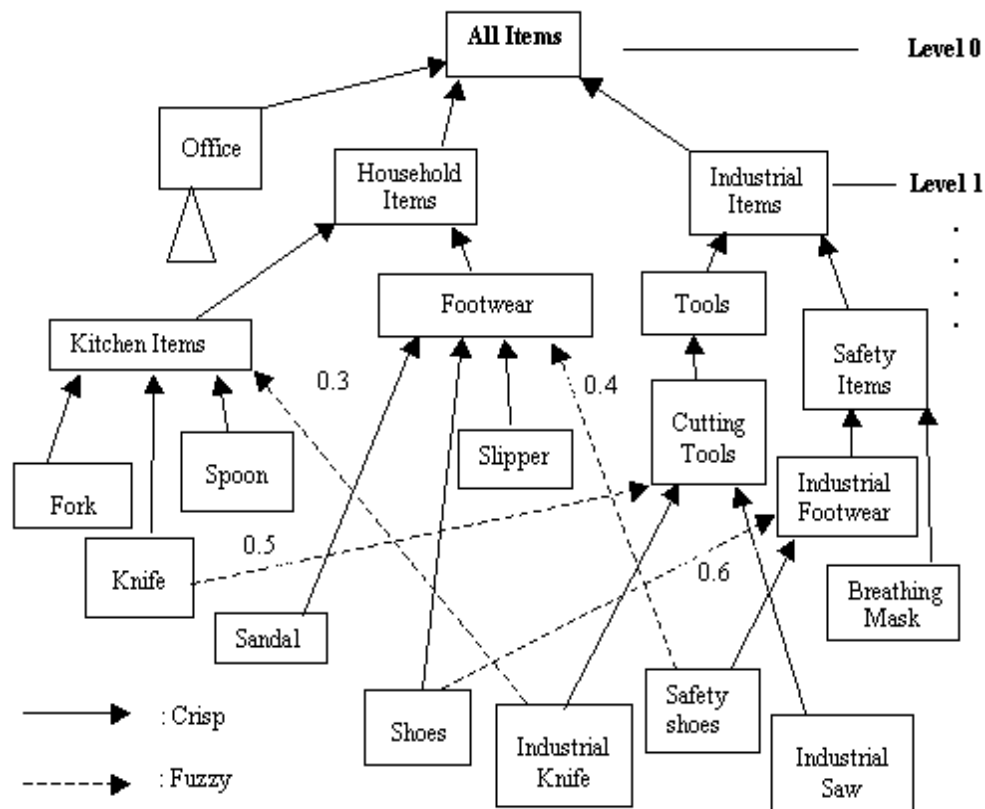 All Items
Level 0
Office
Household
Items
Industrial
Items
Level 1
Kitchen Items
Footwear
Tools
Safety
Items
0.3
0.4
Cutting
Tools
Fork
Spoon
Slipper
Industrial
Footwear
Knife
0.5
0.6
Sandal
Breathing
Mask
Shoes
Industrial
Knife
Safety
shoes
Industrial
Saw
: Crisp
: Fuzzy